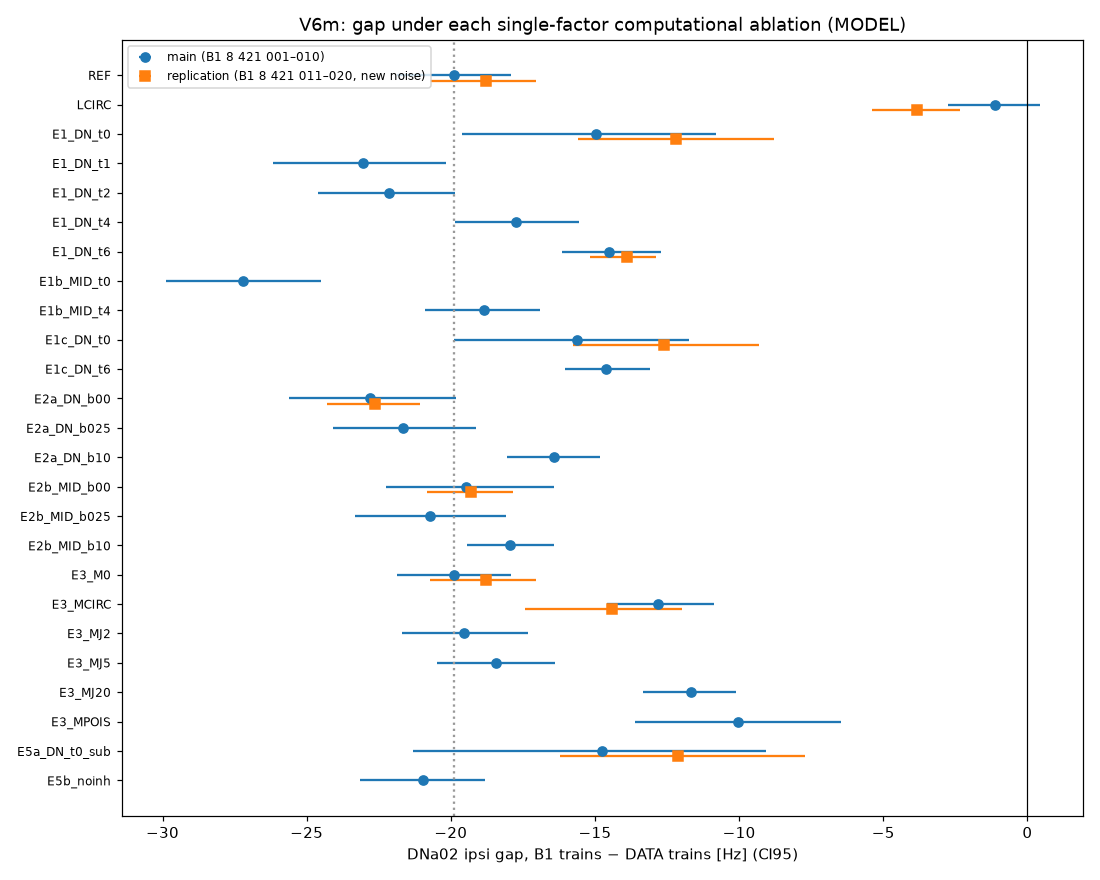 V6m: gap under each single-factor computational ablation (MODEL)
main (B1 8 421 001–010)
replication (B1 8 421 011–020, new noise)
REF
LCIRC
E1_DN_t0
E1_DN_t1
E1_DN_t2
E1_DN_t4
E1_DN_t6
E1b_MID_t0
E1b_MID_t4
E1c_DN_t0
E1c_DN_t6
E2a_DN_b00
E2a_DN_b025
E2a_DN_b10
E2b_MID_b00
E2b_MID_b025
E2b_MID_b10
E3_M0
E3_MCIRC
E3_MJ2
E3_MJ5
E3_MJ20
E3_MPOIS
E5a_DN_t0_sub
E5b_noinh
−30 −25 −20 −15 −10 −5 0
DNa02 ipsi gap, B1 trains − DATA trains [Hz] (CI95)